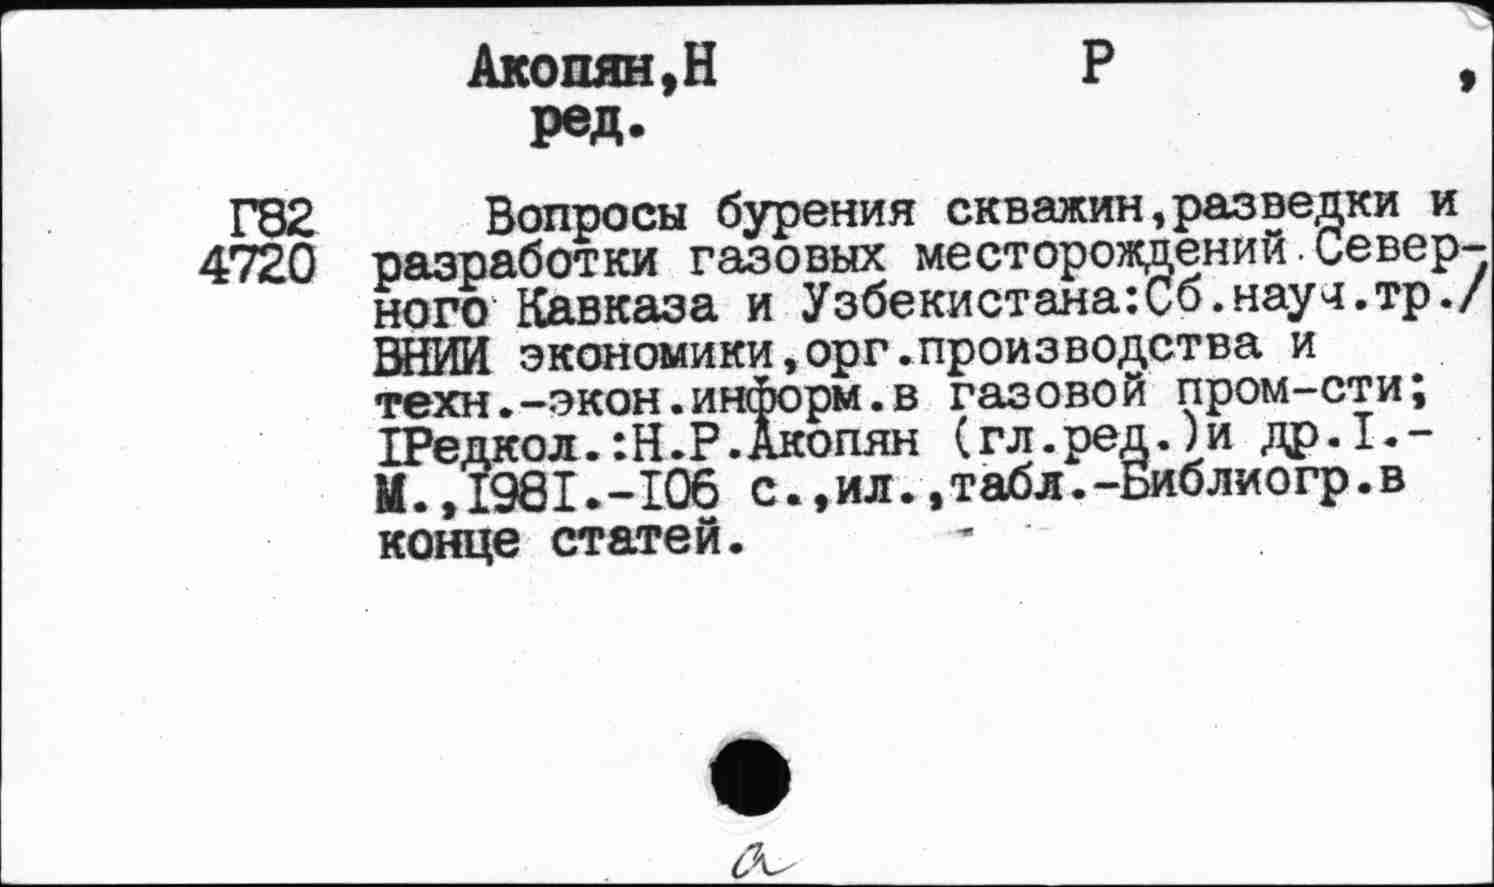 Акопян,Н Р ,
ред.
Г82 Вопросы бурения скважин,разведки и
4720 разработки газовых месторождений Север-
ного Кавказа и Узбекистана:Сб.науч.тр./
ВНИИ экономики,орг.производства и
техн.-экон.информ.в газовой пром-сти;
IРедкол.:Н.Р.Акопян (гл.ред.)и др.I.-
М.,I98I.-I06 с.,ил.,табл.-Библиогр.в
конце статей.